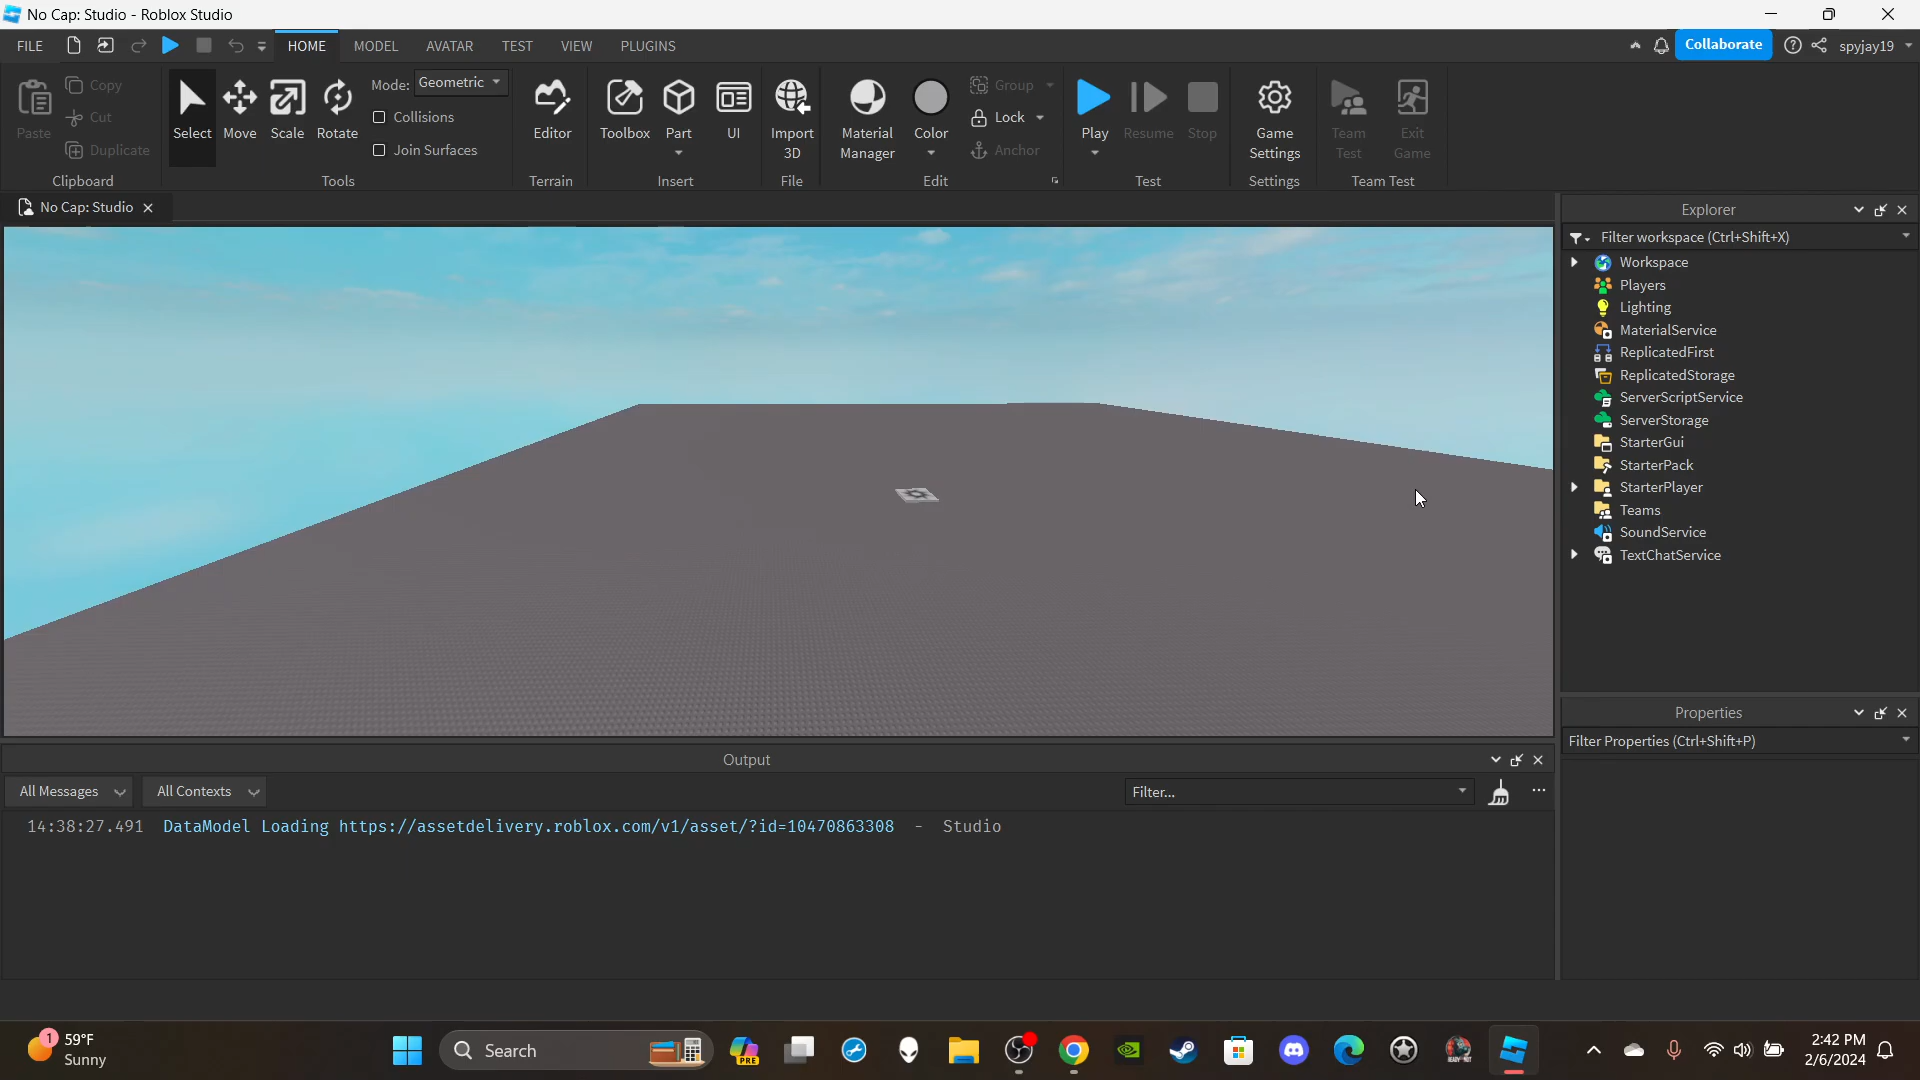 No Cap: Studio - Roblox Studio
FILE HOME MODEL AVATAR TEST VIEW PLUGINS Collaborate spyjay19
Paste Copy Cut Duplicate
Clipboard
Select Move Scale Rotate
Mode: Geometric
Collisions
Join Surfaces
Tools
Editor
Terrain
Toolbox Part UI
Insert
Import
3D
File
Material
Manager
Color
Group
Lock
Anchor
Edit
Play Resume Stop
Test
Game
Settings
Settings
Team
Test
Exit
Game
Team Test
No Cap: Studio
Explorer
Filter workspace (Ctrl+Shift+X)
Workspace
Players
Lighting
MaterialService
ReplicatedFirst
ReplicatedStorage
ServerScriptService
ServerStorage
StarterGui
StarterPack
StarterPlayer
Teams
SoundService
TextChatService
Properties
Filter Properties (Ctrl+Shift+P)
Output
All Messages All Contexts Filter...
14:38:27.491 DataModel Loading https://assetdelivery.roblox.com/v1/asset/?id=10470863308 - Studio
1
59°F
Sunny
Search
PRE
2:42 PM
2/6/2024